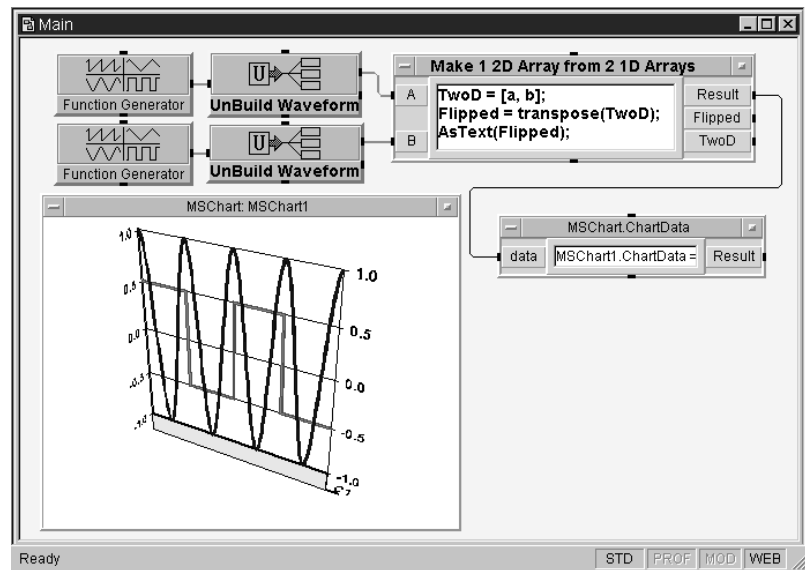 Main
Function Generator
UnBuild Waveform
Make 1 2D Array from 2 1D Arrays
A
B
TwoD = [a, b];
Flipped = transpose(TwoD);
AsText(Flipped);
Result
Flipped
TwoD
Function Generator
UnBuild Waveform
MSChart: MSChart1
1.0
0.5
0.0
-0.5
-1.0
1.0
0.5
0.0
-0.5
-1.0
MSChart.ChartData
data
MSChart1.ChartData =
Result
Ready
STD
PROF
MOD
WEB